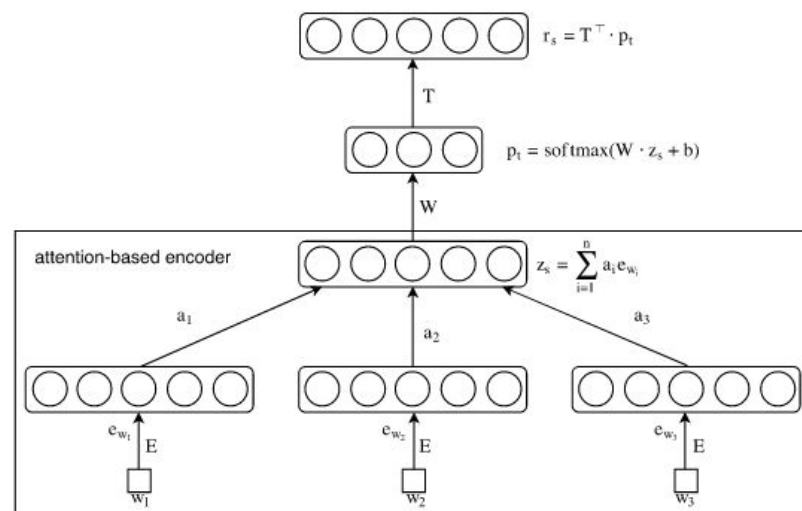 r_s = T^⊤ · p_t
T
p_t = softmax(W · z_s + b)
W
attention-based encoder
z_s = ∑_{i=1}^{n} a_i e_{w_i}
a_1 a_2 a_3
e_{w_1} E e_{w_2} E e_{w_3} E
w_1 w_2 w_3